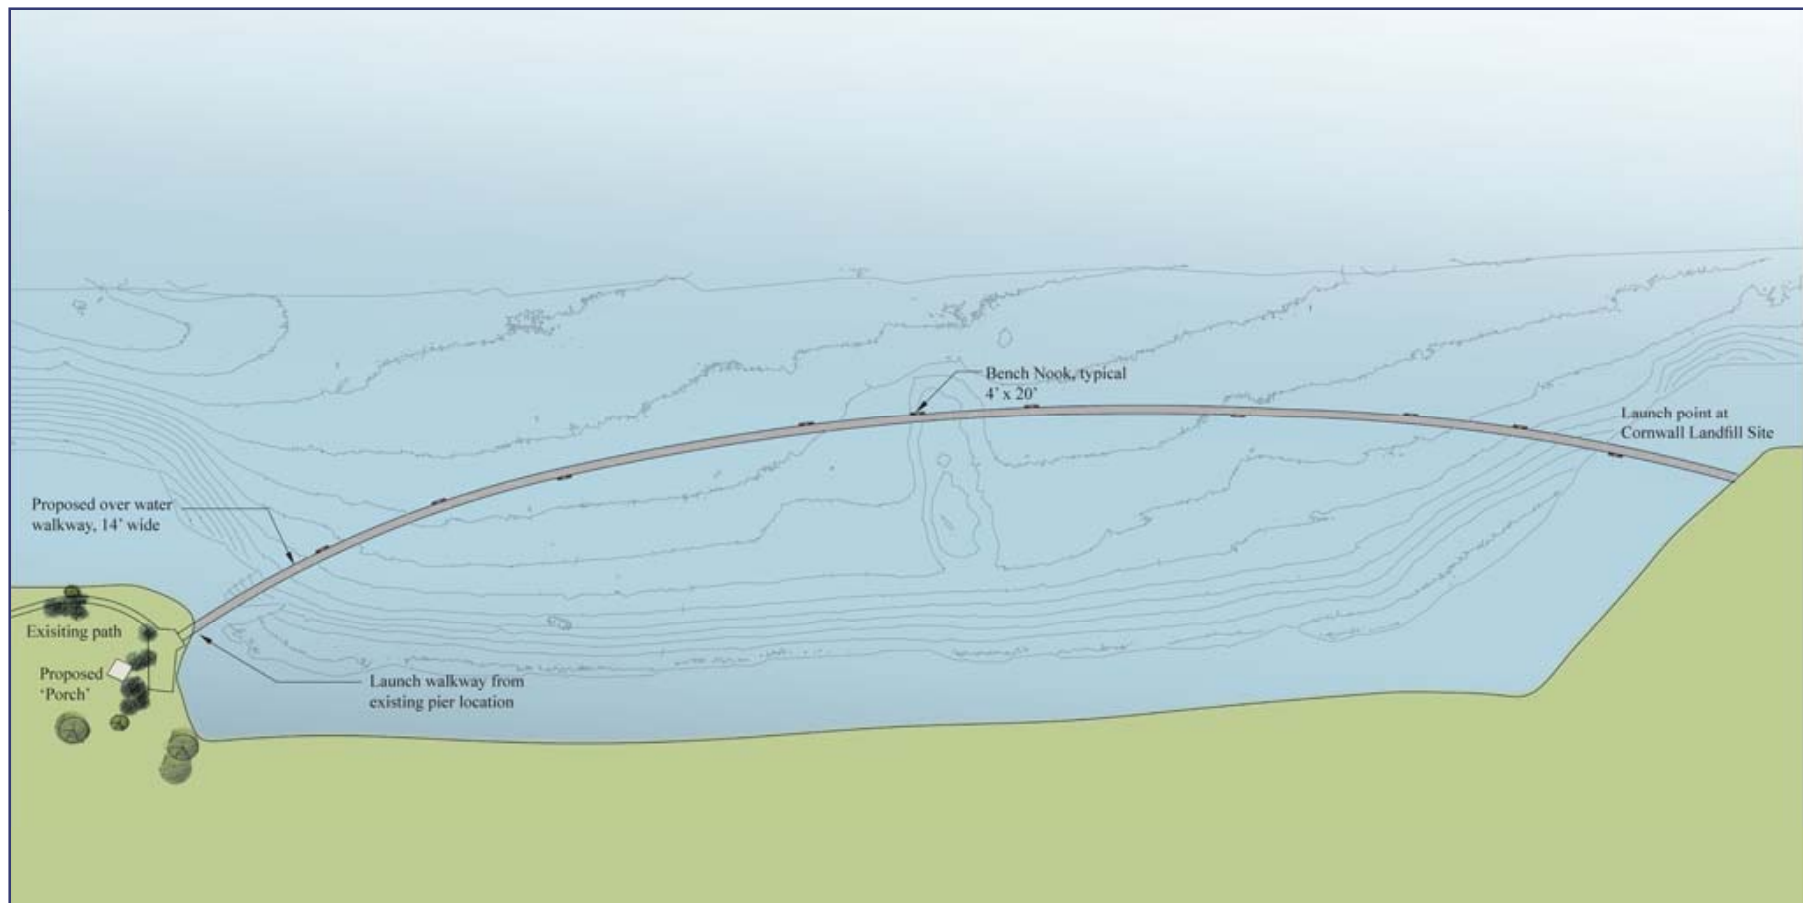 Bench Nook, typical
4' x 20'
Launch point at
Cornwall Landfill Site
Proposed over water
walkway, 14' wide
Exisiting path
Proposed
'Porch'
Launch walkway from
existing pier location